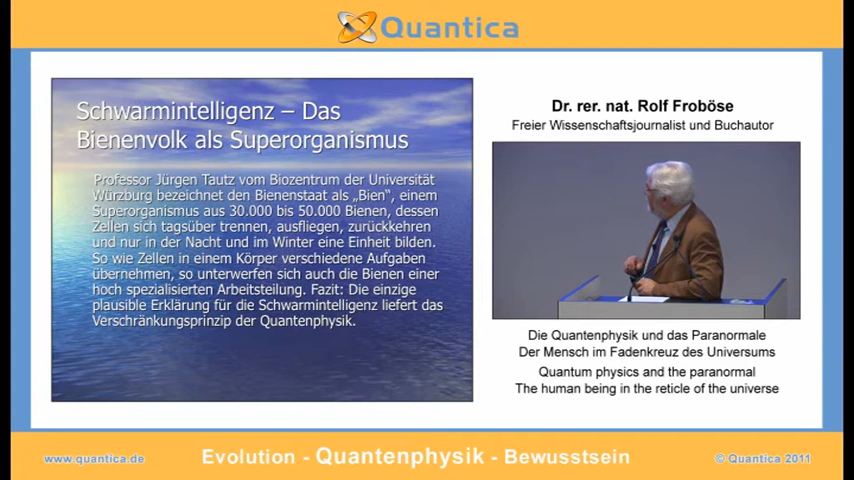 Quantica
Schwarmintelligenz – Das
Bienenvolk als Superorganismus
Professor Jürgen Tautz vom Biozentrum der Universität
Würzburg bezeichnet den Bienenstaat als „Bien“, einem
Superorganismus aus 30.000 bis 50.000 Bienen, dessen
Zellen sich tagsüber trennen, ausfliegen, zurückkehren
und nur in der Nacht und im Winter eine Einheit bilden.
So wie Zellen in einem Körper verschiedene Aufgaben
übernehmen, so unterwerfen sich auch die Bienen einer
hoch spezialisierten Arbeitsteilung. Fazit: Die einzige
plausible Erklärung für die Schwarmintelligenz liefert das
Verschränkungsprinzip der Quantenphysik.
Dr. rer. nat. Rolf Froböse
Freier Wissenschaftsjournalist und Buchautor
Die Quantenphysik und das Paranormale
Der Mensch im Fadenkreuz des Universums
Quantum physics and the paranormal
The human being in the reticle of the universe
www.quantica.de
Evolution - Quantenphysik - Bewusstsein
© Quantica 2011